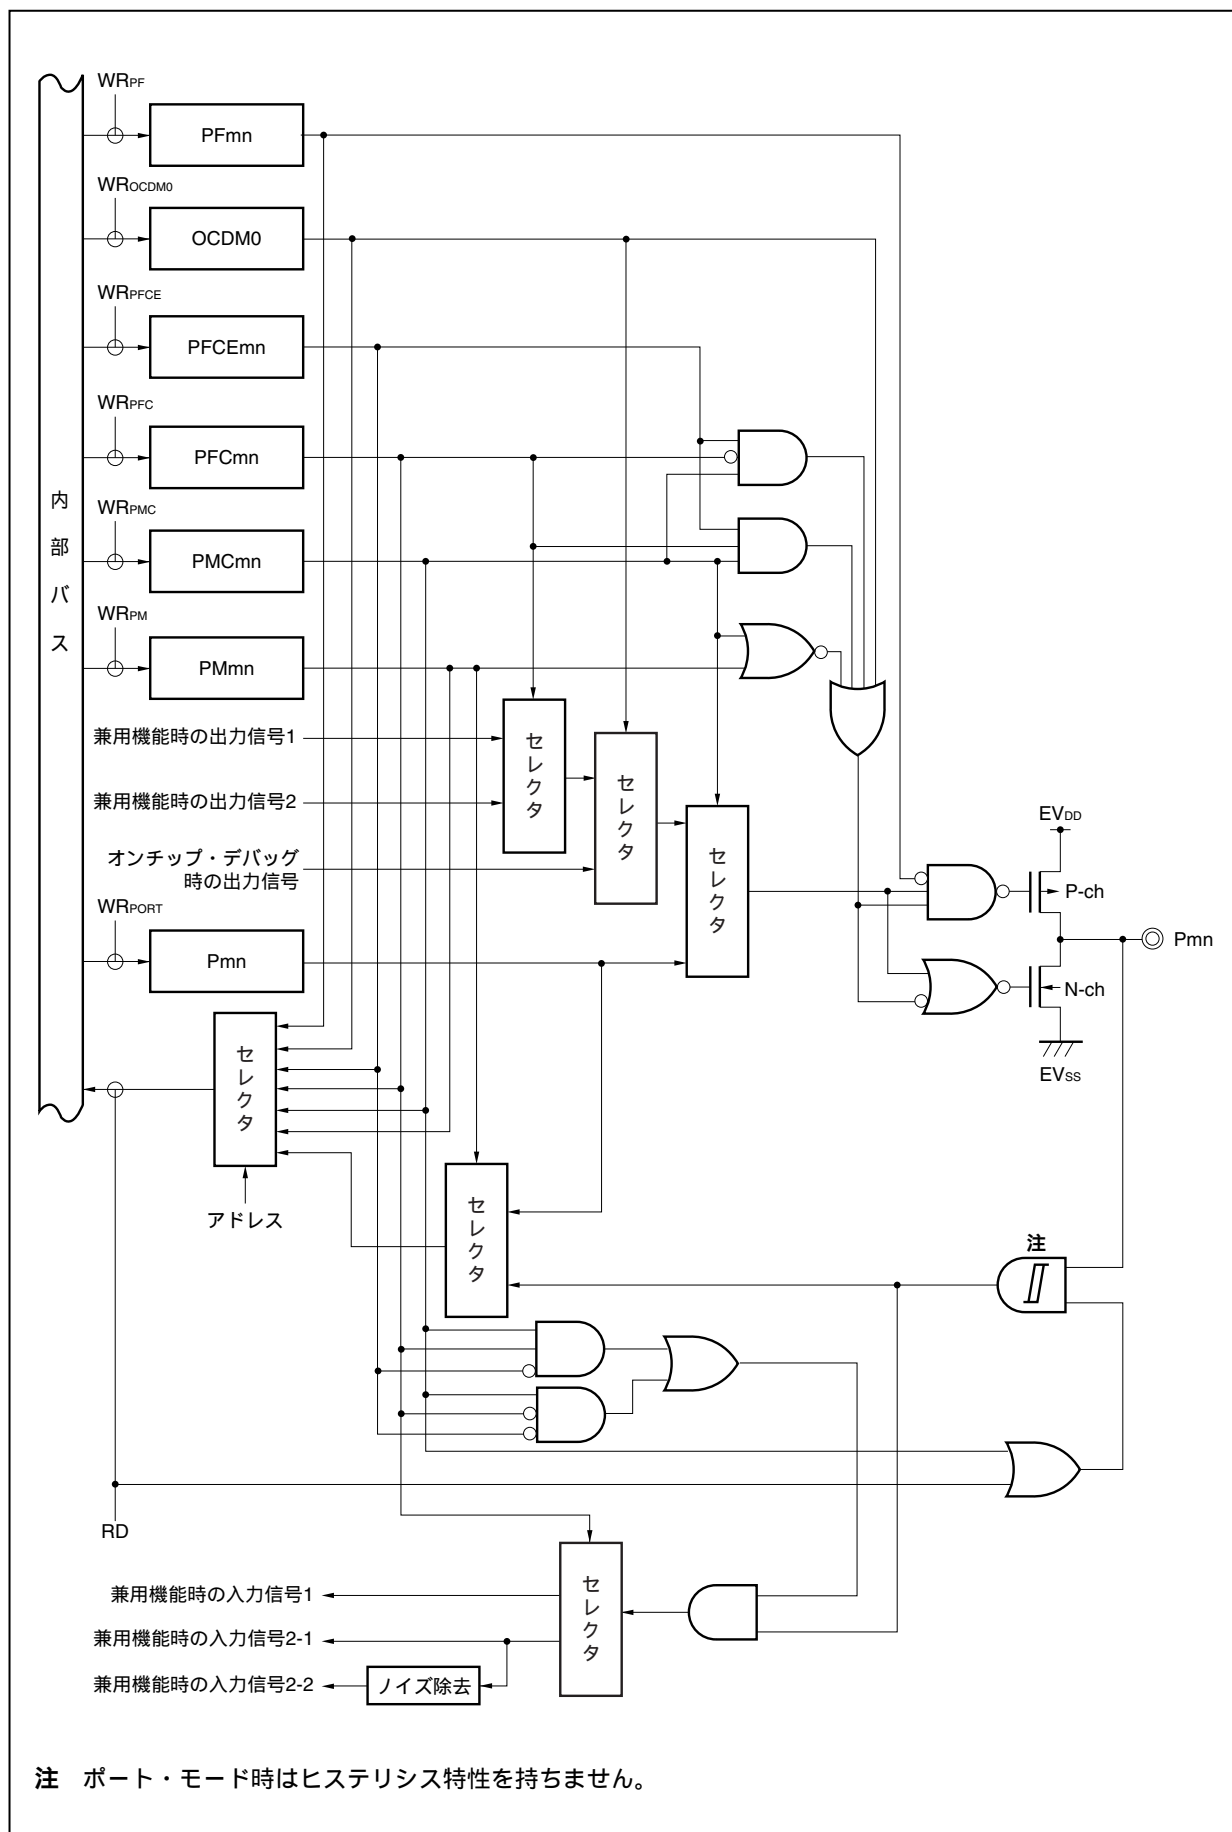 WRPF
PFmn
WROCDM0
OCDM0
WRPFCE
PFCEmn
WRPFC
PFCmn
内部バス
WRPMC
PMCmn
WRPM
PMmn
兼用機能時の出力信号1
セレクタ
兼用機能時の出力信号2
セレクタ
オンチップ・デバッグ
時の出力信号
セレクタ
EVDD
P-ch
WRPORT
Pmn
Pmn
N-ch
EVSS
セレクタ
アドレス
セレクタ
注
RD
セレクタ
兼用機能時の入力信号1
兼用機能時の入力信号2-1
兼用機能時の入力信号2-2
ノイズ除去
注 ポート・モード時はヒステリシス特性を持ちません。